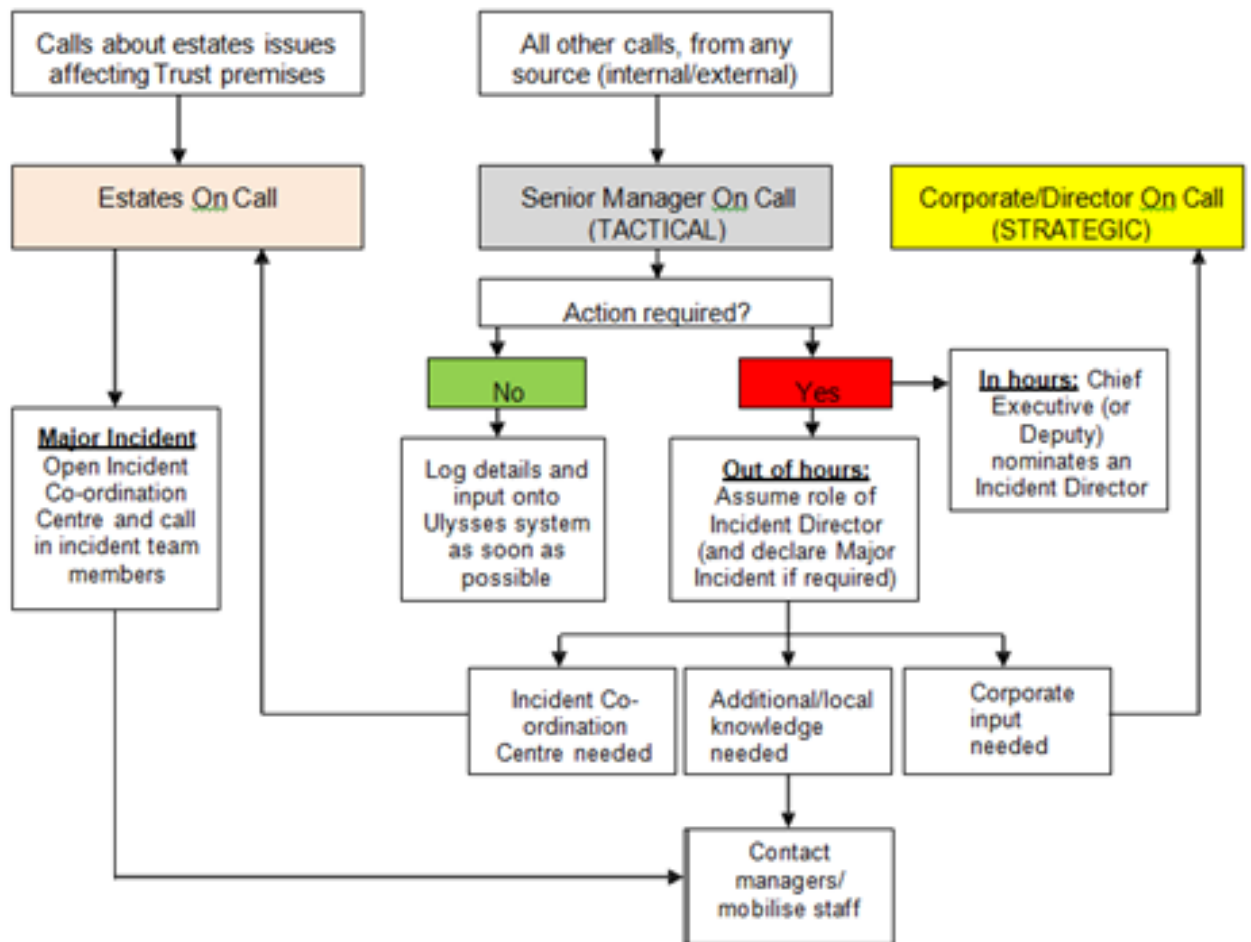 Calls about estates issues
affecting Trust premises
All other calls, from any
source (internal/external)
Estates On Call
Senior Manager On Call
(TACTICAL)
Corporate/Director On Call
(STRATEGIC)
Action required?
No
Yes
In hours: Chief
Executive (or
Deputy)
nominates an
Incident Director
Major Incident
Open Incident
Co-ordination
Centre and call
in incident team
members
Log details and
input onto
Ulysses system
as soon as
possible
Out of hours:
Assume role of
Incident Director
(and declare Major
Incident if required)
Incident Co-
ordination
Centre needed
Additional/local
knowledge
needed
Corporate
input
needed
Contact
managers/
mobilise staff